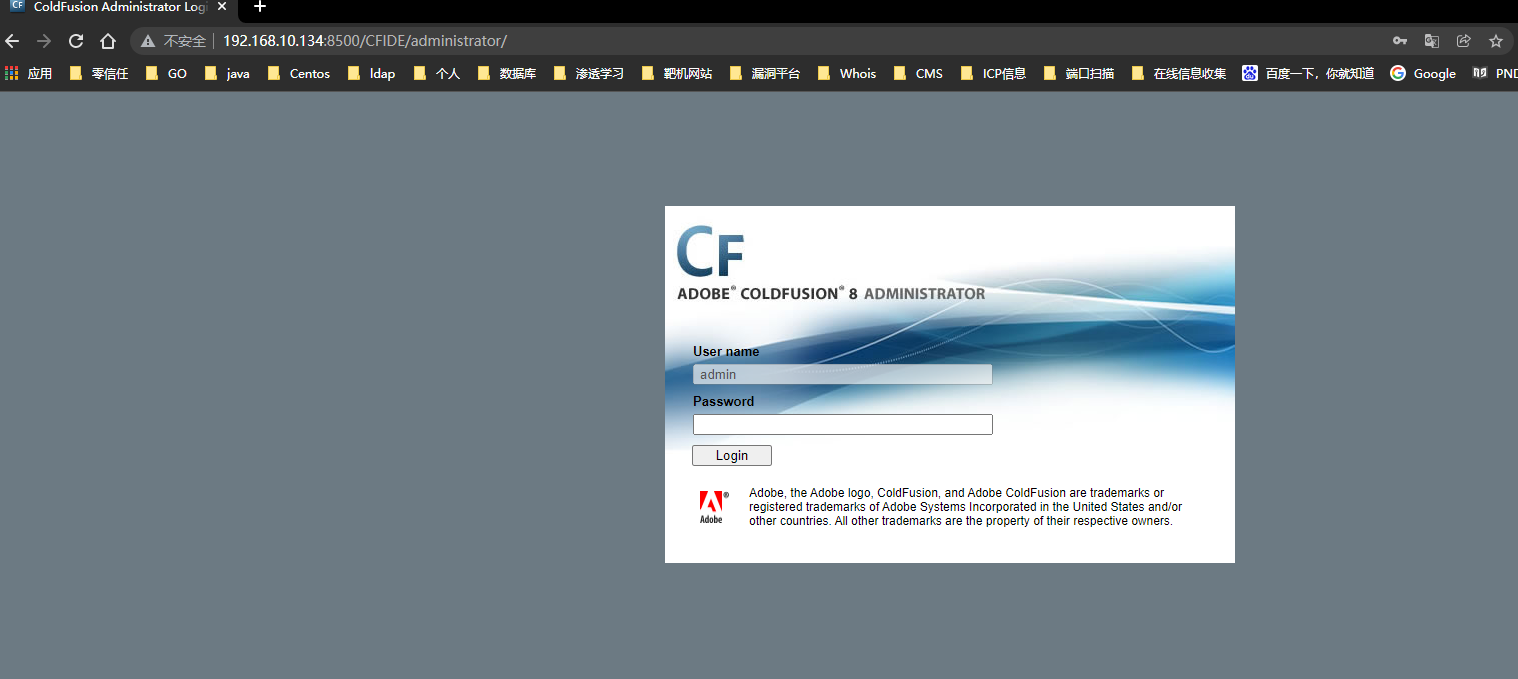 CF ColdFusion Administrator Logi
不安全 192.168.10.134:8500/CFIDE/administrator/
应用 零信任 GO java Centos ldap 个人 数据库 渗透学习 靶机网站 漏洞平台 Whois CMS ICP信息 端口扫描 在线信息收集 百度一下，你就知道 Google PND
CF
ADOBE® COLDFUSION® 8 ADMINISTRATOR
User name
admin
Password
Login
Adobe, the Adobe logo, ColdFusion, and Adobe ColdFusion are trademarks or
registered trademarks of Adobe Systems Incorporated in the United States and/or
other countries. All other trademarks are the property of their respective owners.
Adobe